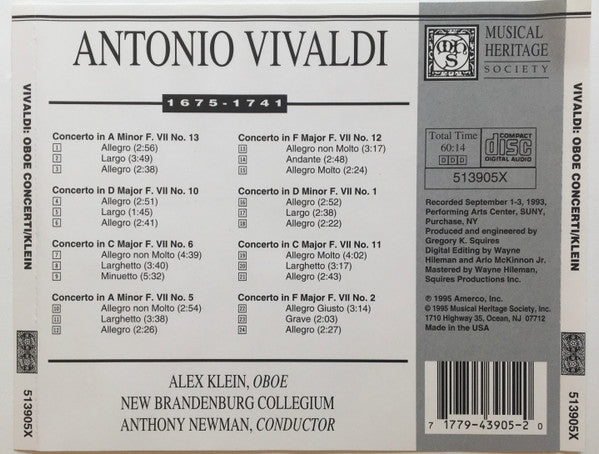 VIVALDI: OBOE CONCERTI/KLEIN
513905X
ANTONIO VIVALDI
1675-1741
Concerto in A Minor F. VII No. 13
1 Allegro (2:56)
2 Largo (3:49)
3 Allegro (2:38)
Concerto in D Major F. VII No. 10
4 Allegro (2:51)
5 Largo (1:45)
6 Allegro (2:41)
Concerto in C Major F. VII No. 6
7 Allegro non Molto (4:39)
8 Larghetto (3:40)
9 Minuetto (5:32)
Concerto in A Minor F. VII No. 5
10 Allegro non Molto (2:54)
11 Larghetto (3:38)
12 Allegro (2:26)
Concerto in F Major F. VII No. 12
13 Allegro non Molto (3:17)
14 Andante (2:48)
15 Allegro Molto (2:24)
Concerto in D Minor F. VII No. 1
16 Allegro (2:52)
17 Largo (2:38)
18 Allegro (2:22)
Concerto in C Major F. VII No. 11
19 Allegro Molto (4:02)
20 Larghetto (3:17)
21 Allegro (2:43)
Concerto in F Major F. VII No. 2
22 Allegro Giusto (3:14)
23 Grave (2:03)
24 Allegro (2:27)
ALEX KLEIN, OBOE
NEW BRANDENBURG COLLEGIUM
ANTHONY NEWMAN, CONDUCTOR
MHS
MUSICAL
HERITAGE
SOCIETY
Total Time
60:14
DDD
COMPACT
disc
DIGITAL AUDIO
513905X
Recorded September 1-3, 1993,
Performing Arts Center, SUNY,
Purchase, NY
Produced and engineered by
Gregory K. Squires
Digital Editing by Wayne
Hileman and Arlo McKinnon Jr.
Mastered by Wayne Hileman,
Squires Productions Inc.
℗ 1995 Amerco, Inc.
© 1995 Musical Heritage Society, Inc.
1710 Highway 35, Ocean, NJ 07712
Made in the USA
7 17794-3905-2 0
VIVALDI: OBOE CONCERTI/KLEIN
513905X